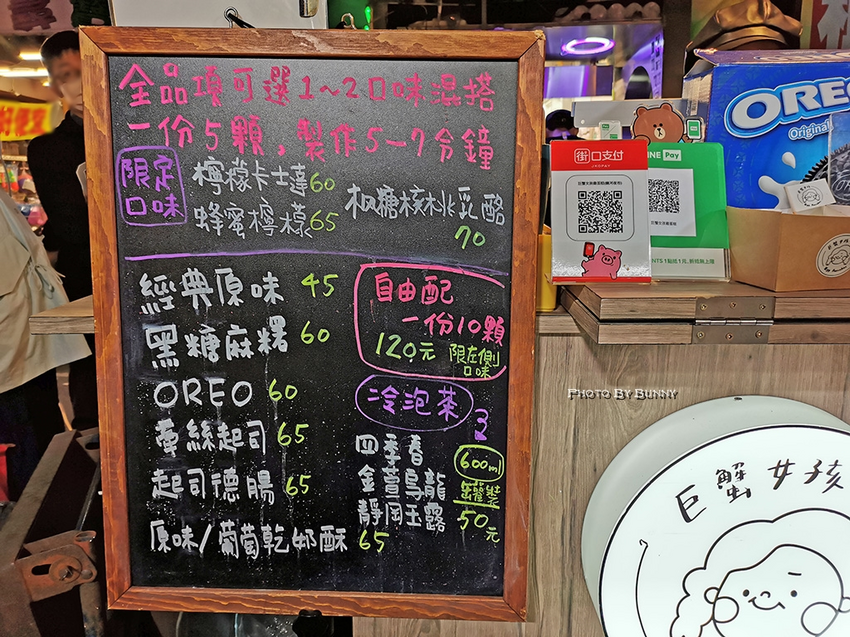 全品項可選1~2口味混搭
一份5顆,製作5-7分鐘
限定
口味
檸檬卡士達60
蜂蜜檸檬65
楓糖核桃乳酪
70
經典原味 45
黑糖麻糬 60
OREO 60
牽絲起司 65
起司德腸 65
原味/葡萄乾奶酥 65
自由配
一份10顆
120元 限左側
口味
冷泡茶
四季春
金萱烏龍
靜岡玉露
600ml
罐裝
50元
街口支付
JKOPAY
INE Pay
OREO
Original
PHOTO BY BUNNY
巨蟹女孩